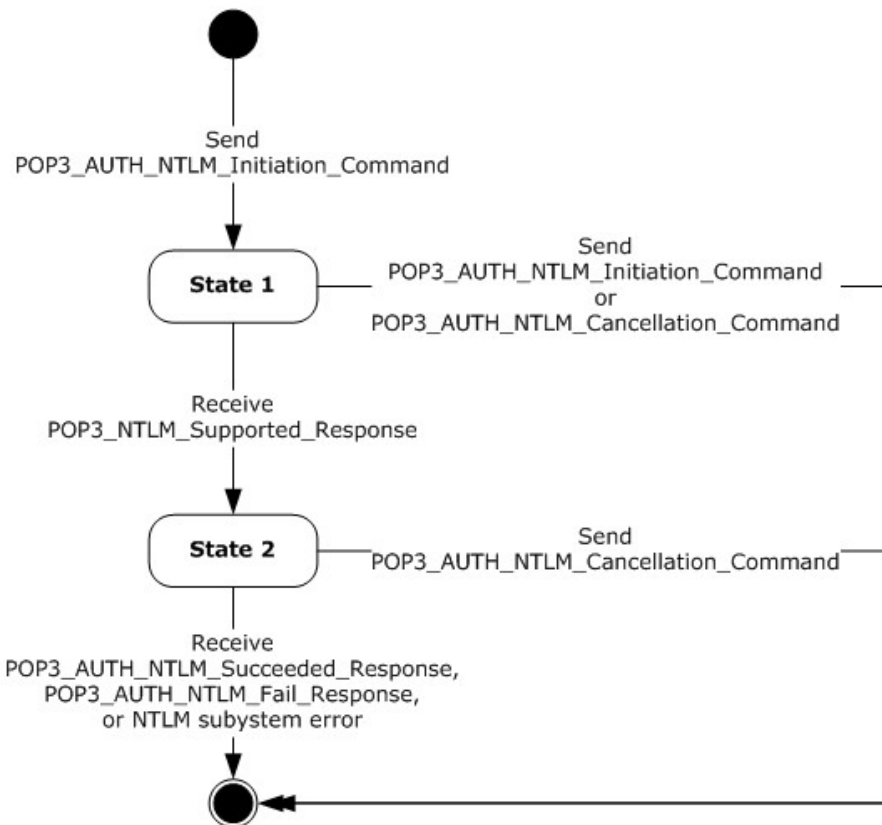 Send
POP3_AUTH_NTLM_Initiation_Command
State 1
Send
POP3_AUTH_NTLM_Initiation_Command
or
POP3_AUTH_NTLM_Cancellation_Command
Receive
POP3_NTLM_Supported_Response
State 2
Send
POP3_AUTH_NTLM_Cancellation_Command
Receive
POP3_AUTH_NTLM_Succeeded_Response,
POP3_AUTH_NTLM_Fail_Response,
or NTLM subystem error